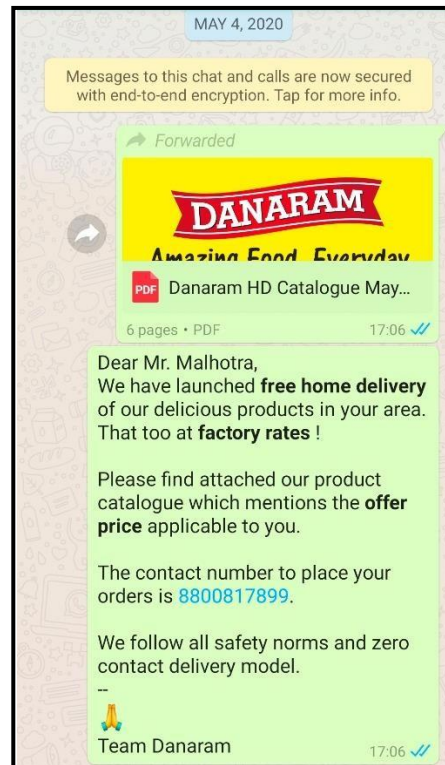 MAY 4, 2020
Messages to this chat and calls are now secured
with end-to-end encryption. Tap for more info.
Forwarded
DANARAM
Amazing Food, Everyday
PDF
Danaram HD Catalogue May...
6 pages • PDF
17:06
Dear Mr. Malhotra,
We have launched free home delivery
of our delicious products in your area.
That too at factory rates !
Please find attached our product
catalogue which mentions the offer
price applicable to you.
The contact number to place your
orders is 8800817899.
We follow all safety norms and zero
contact delivery model.
--
🙏
Team Danaram
17:06